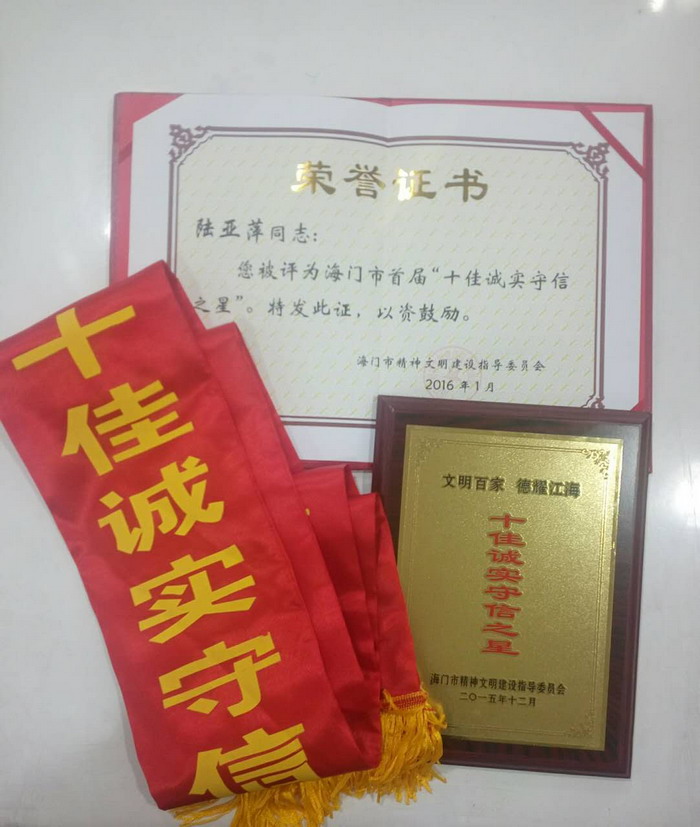 荣誉证书
陆亚萍同志：
您被评为海门市首届“十佳诚实守信
之星”。特发此证，以资鼓励。
海门市精神文明建设指导委员会
2016年1月
十佳诚实守信
文明百家 德耀江海
十佳诚实守信之星
海门市精神文明建设指导委员会
二〇一五年十二月